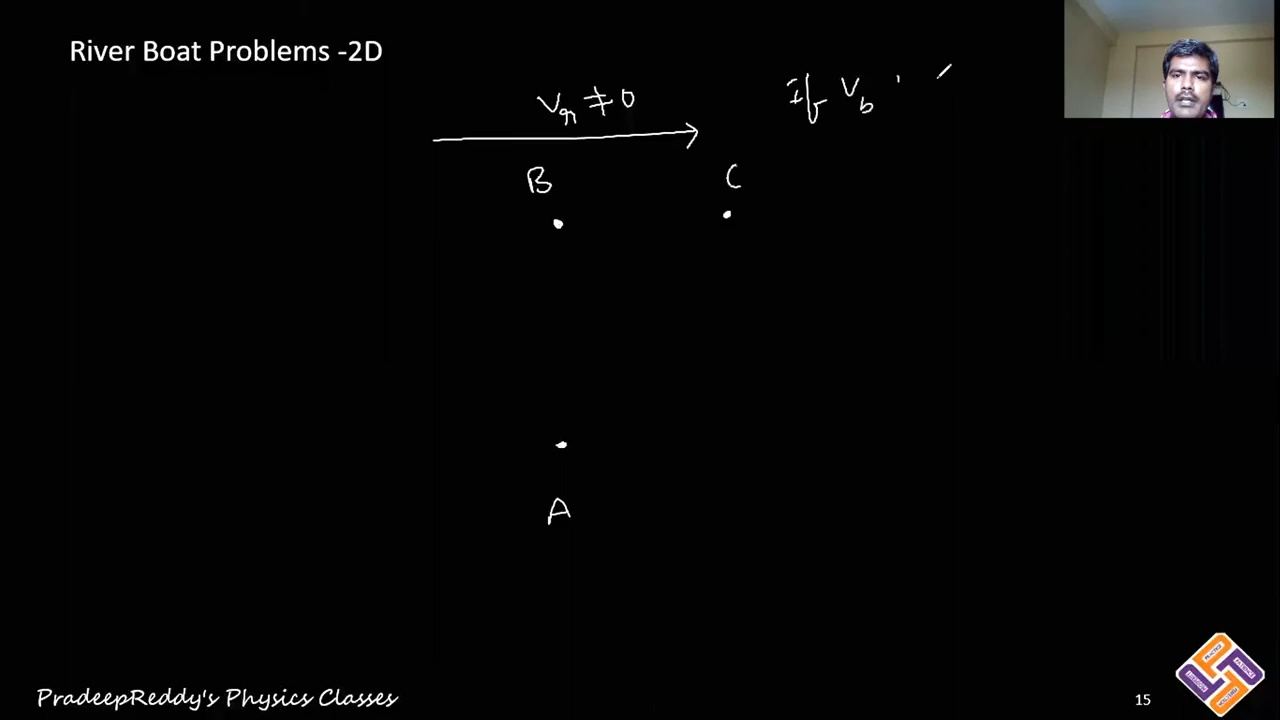 River Boat Problems -2D
Vr ≠ 0
If Vb
B
C
A
PradeepReddy's Physics Classes
15